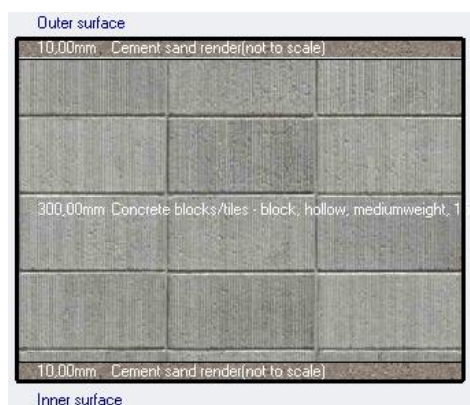 Outer surface
10,00mm Cement sand render(not to scale)
300,00mm Concrete blocks/tiles - block, hollow, mediumweight, 1
10,00mm Cement sand render(not to scale)
Inner surface